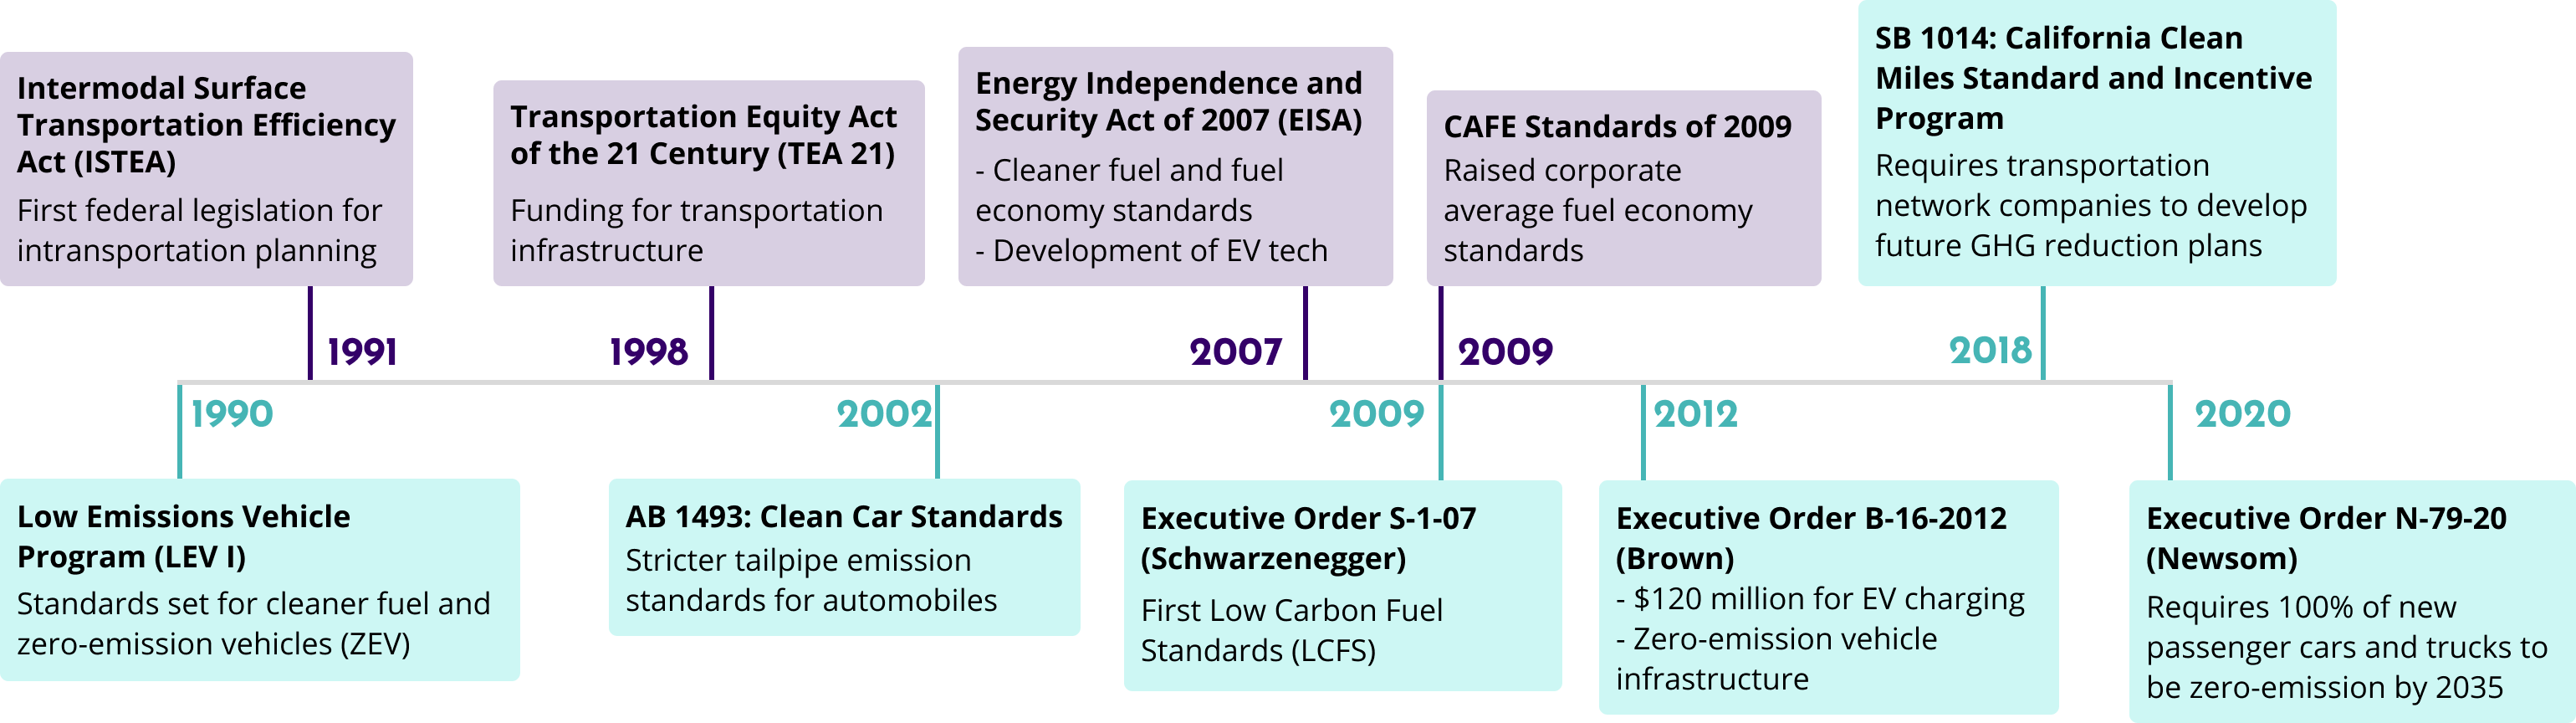 Intermodal Surface
Transportation Efficiency
Act (ISTEA)
First federal legislation for
intransportation planning
1991
Transportation Equity Act
of the 21 Century (TEA 21)
Funding for transportation
infrastructure
1998
Energy Independence and
Security Act of 2007 (EISA)
- Cleaner fuel and fuel
economy standards
- Development of EV tech
2007
CAFE Standards of 2009
Raised corporate
average fuel economy
standards
2009
SB 1014: California Clean
Miles Standard and Incentive
Program
Requires transportation
network companies to develop
future GHG reduction plans
2018
1990
Low Emissions Vehicle
Program (LEV I)
Standards set for cleaner fuel and
zero-emission vehicles (ZEV)
2002
AB 1493: Clean Car Standards
Stricter tailpipe emission
standards for automobiles
2009
Executive Order S-1-07
(Schwarzenegger)
First Low Carbon Fuel
Standards (LCFS)
2012
Executive Order B-16-2012
(Brown)
- $120 million for EV charging
- Zero-emission vehicle
infrastructure
2020
Executive Order N-79-20
(Newsom)
Requires 100% of new
passenger cars and trucks to
be zero-emission by 2035